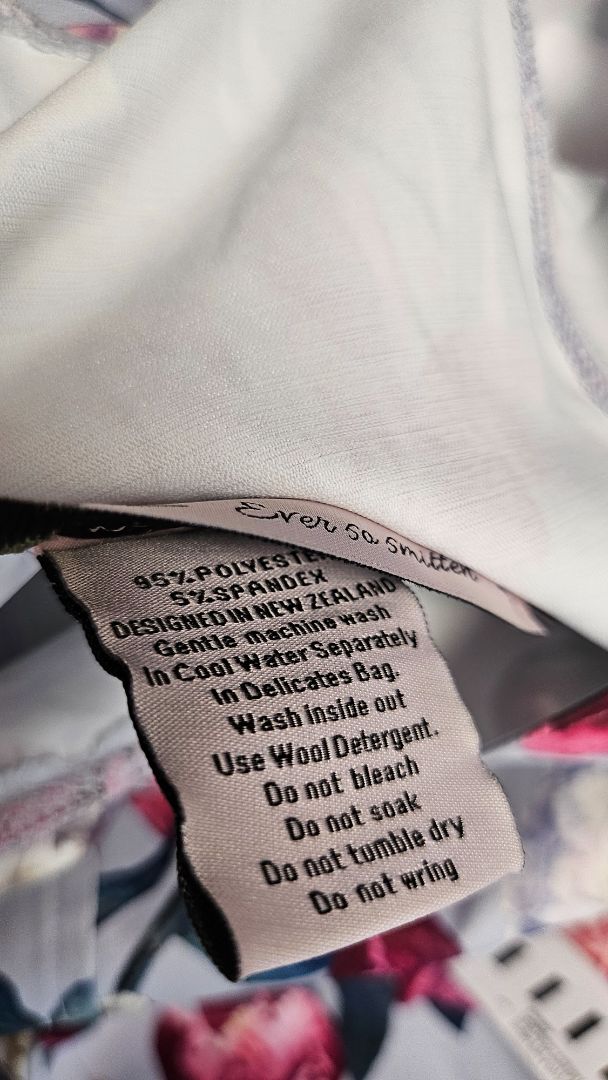 Ever so smitten
95% POLYESTE
5% SPANDEX
DESIGNED IN NEW ZEALAND
Gentle machine wash
In Cool Water Separately
In Delicates Bag.
Wash inside out
Use Wool Detergent.
Do not bleach
Do not soak
Do not tumble dry
Do not wring